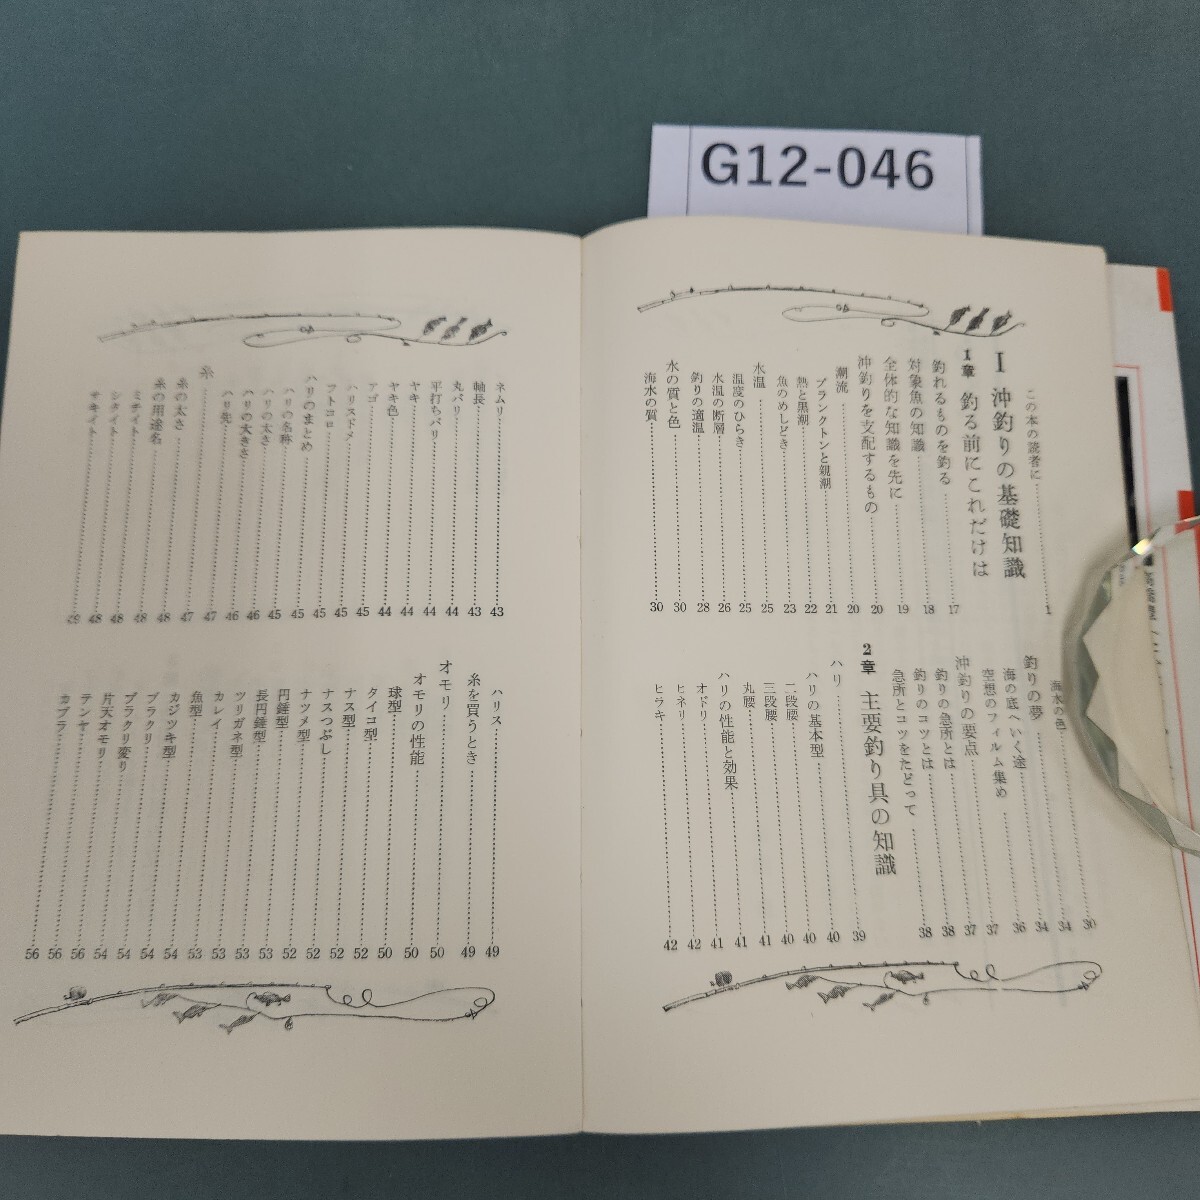 G12-046
この本の読者に 1
I 沖釣りの基礎知識
1章 釣る前にこれだけは
釣れるものを釣る 17
対象魚の知識 18
全体的な知識を先に 19
沖釣りを支配するもの 20
潮流 20
プランクトンと親潮 21
熱と黒潮 22
魚のめしどき 23
水温 25
温度のひらき 25
水温の断層 26
釣りの適温 28
水の質と色 30
海水の質 30
海水の色 30
釣りの夢 34
海の底へいく途 34
空想のフィルム集め 36
沖釣りの要点 37
釣りの急所とは 37
釣りのコツとは 38
急所とコツをたどって 38
2章 主要釣り具の知識
ハリ 39
ハリの基本型 40
二段腰 40
三段腰 40
丸腰 41
ハリの性能と効果 41
オドリ 41
ヒネリ 42
ヒラキ 42
ネムリ 43
軸長 43
丸バリ 44
平打ちバリ 44
ヤキ 44
ヤキ色 44
アゴ 45
ハリスドメ 45
フトコロ 45
ハリのまとめ 45
ハリの名称 45
ハリの太さ 45
ハリの大きさ 46
ハリ先 46
糸 47
糸の太さ 47
糸の用途名 48
ミチイト 48
シタイト 48
サキイト 48
ハリス 49
糸を買うとき 49
オモリ 50
オモリの性能 50
球型 50
タイコ型 52
ナス型 52
ナスつぶし 52
ナツメ型 52
円錘型 52
長円錘型 53
ツリガネ型 53
カレイ 53
魚型 53
カジツキ型 54
ブラクリ 54
ブラクリ変り 54
片天オモリ 54
テンヤ 56
カブラ 56